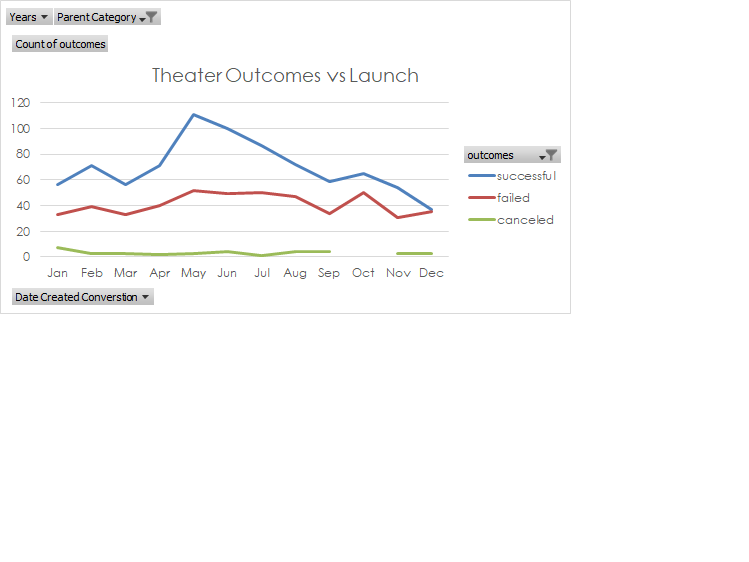 Years Parent Category
Count of outcomes
Theater Outcomes vs Launch
120
100
80
60
40
20
0
Jan Feb Mar Apr May Jun Jul Aug Sep Oct Nov Dec
outcomes
successful
failed
canceled
Date Created Converstion